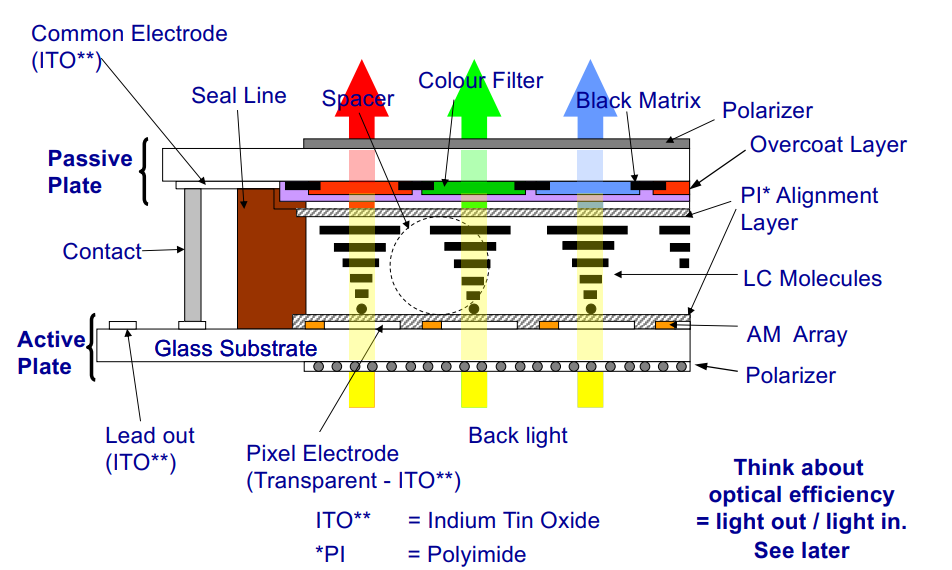 Common Electrode
(ITO**)
Seal Line
Spacer
Colour Filter
Black Matrix
Polarizer
Overcoat Layer
Passive
Plate
PI* Alignment
Layer
Contact
LC Molecules
Active
Plate
Glass Substrate
AM Array
Polarizer
Lead out
(ITO**)
Pixel Electrode
(Transparent - ITO**)
Back light
ITO** = Indium Tin Oxide
*PI = Polyimide
Think about
optical efficiency
= light out / light in.
See later